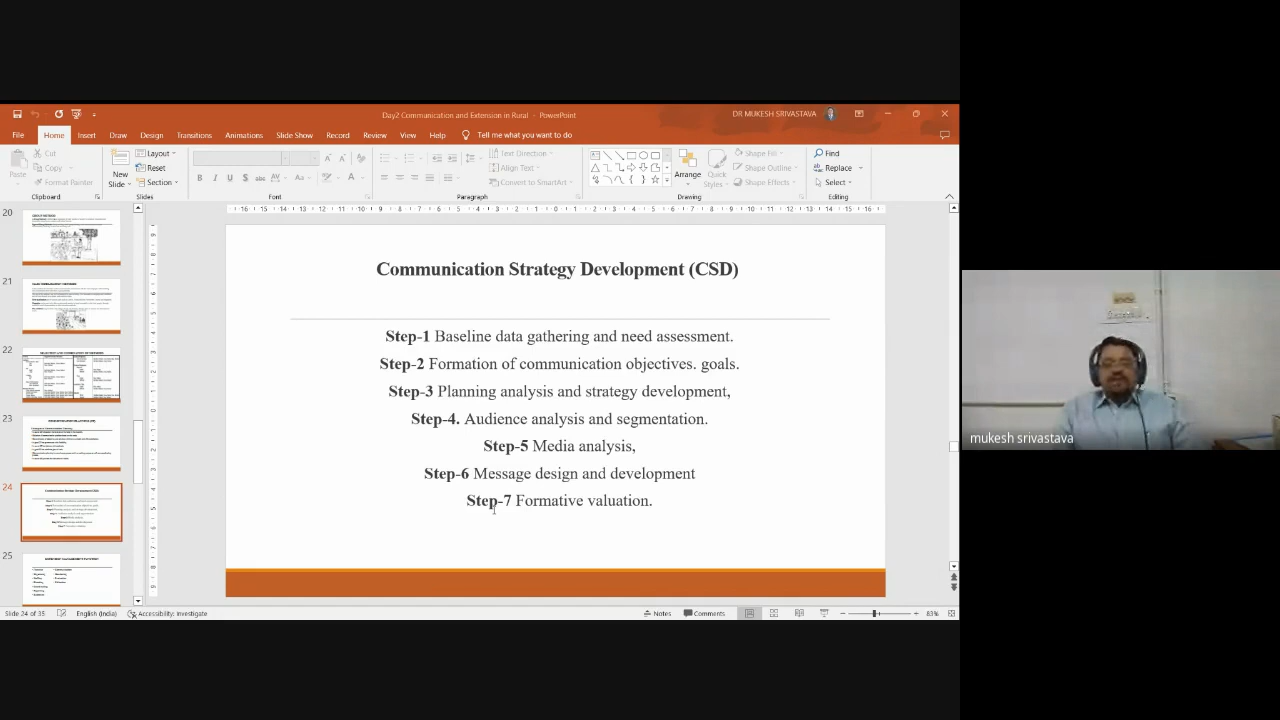 Day2 Communication and Extension in Rural - PowerPoint
DR MUKESH SRIVASTAVA
File Home Insert Draw Design Transitions Animations Slide Show Record Review View Help Tell me what you want to do
Paste
Cut
Copy
Format Painter
Clipboard
New Slide
Layout
Reset
Section
Slides
Font
Text Direction
Align Text
Convert to SmartArt
Paragraph
Arrange
Quick Styles
Shape Fill
Shape Outline
Shape Effects
Drawing
Find
Replace
Select
Editing
20
21
22
23
24
25
Communication Strategy Development (CSD)
Step-1 Baseline data gathering and need assessment.
Step-2 Formation of communication objectives. goals.
Step-3 Planning analysis and strategy development,
Step-4. Audience analysis and segmentation.
Step-5 Media analysis,
Step-6 Message design and development
Step-7 Formative valuation.
Slide 24 of 35 English (India) Accessibility: Investigate Notes Comments 83%
mukesh srivastava